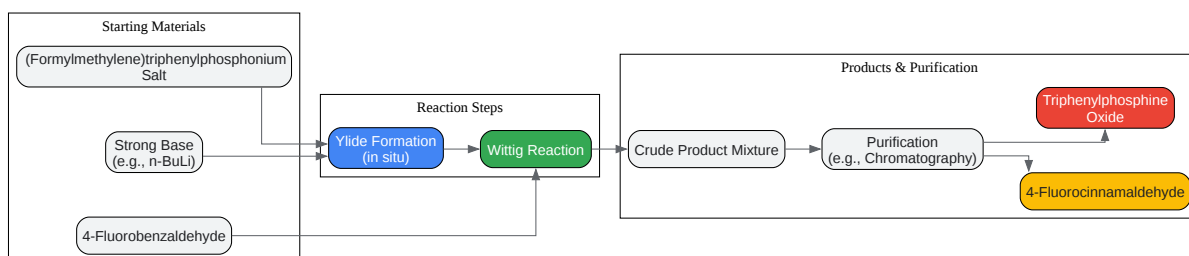 Starting Materials
(Formylmethylene)triphenylphosphonium
Salt
Strong Base
(e.g., n-BuLi)
4-Fluorobenzaldehyde
Reaction Steps
Ylide Formation
(in situ)
Wittig Reaction
Products & Purification
Crude Product Mixture
Purification
(e.g., Chromatography)
Triphenylphosphine
Oxide
4-Fluorocinnamaldehyde